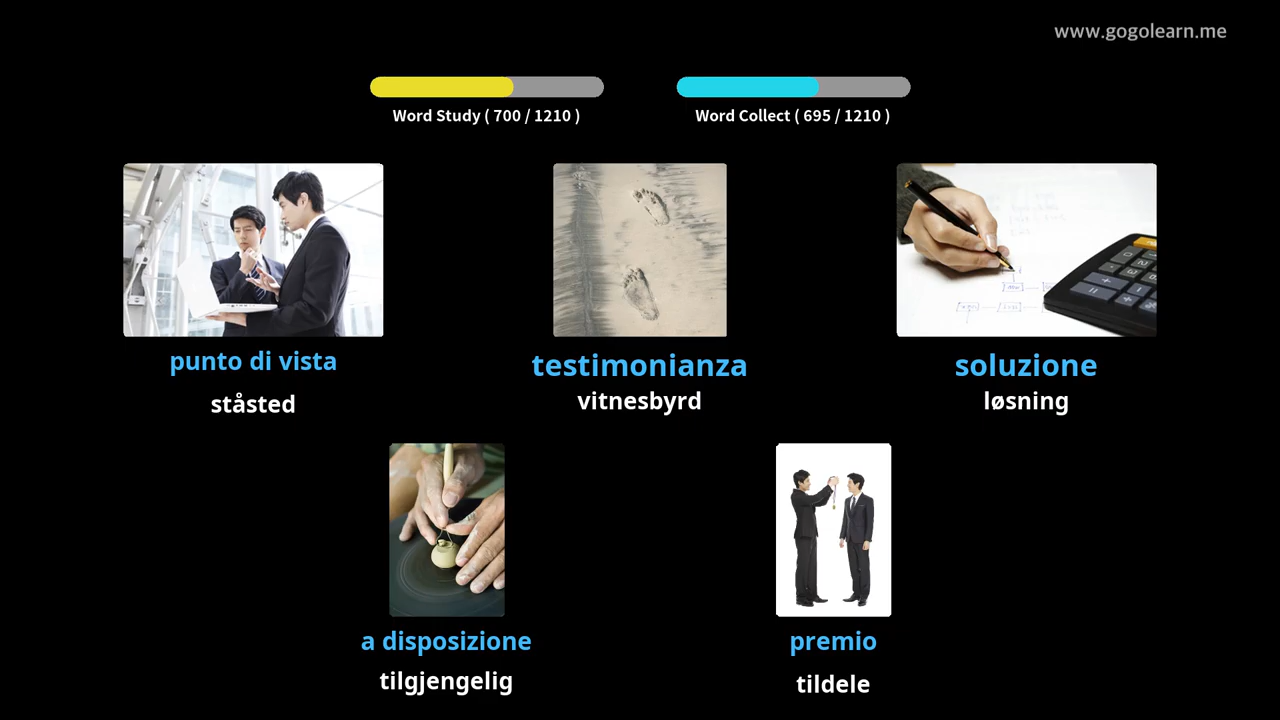 www.gogolearn.me
Word Study ( 700 / 1210 )
Word Collect ( 695 / 1210 )
punto di vista
ståsted
testimonianza
vitnesbyrd
soluzione
løsning
a disposizione
tilgjengelig
premio
tildele